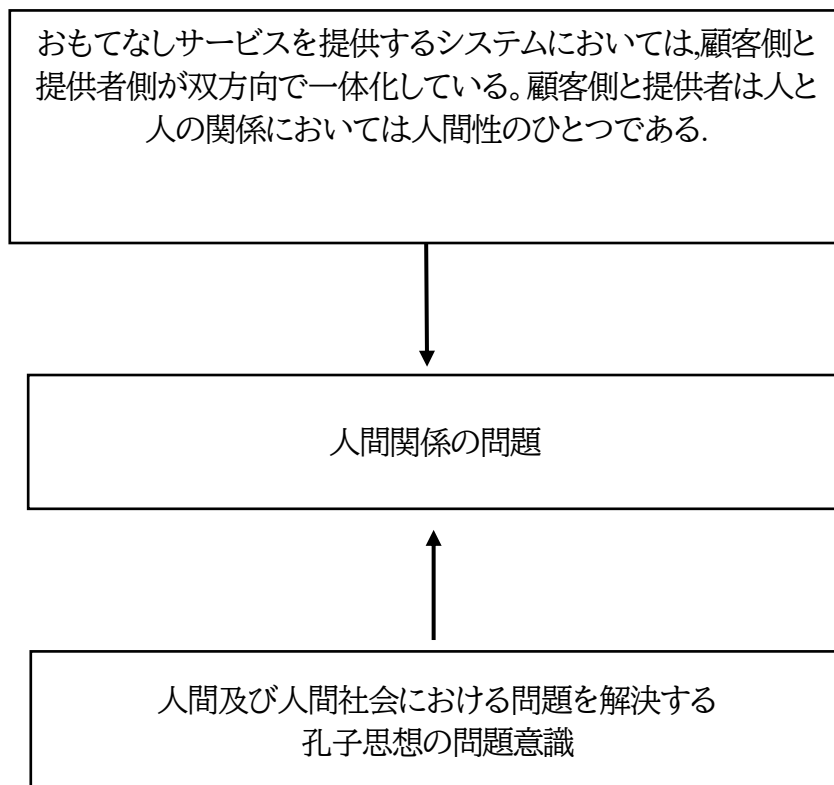 おもてなしサービスを提供するシステムにおいては,顧客側と
提供者側が双方向で一体化している。顧客側と提供者は人と
人の関係においては人間性のひとつである.
人間関係の問題
人間及び人間社会における問題を解決する
孔子思想の問題意識